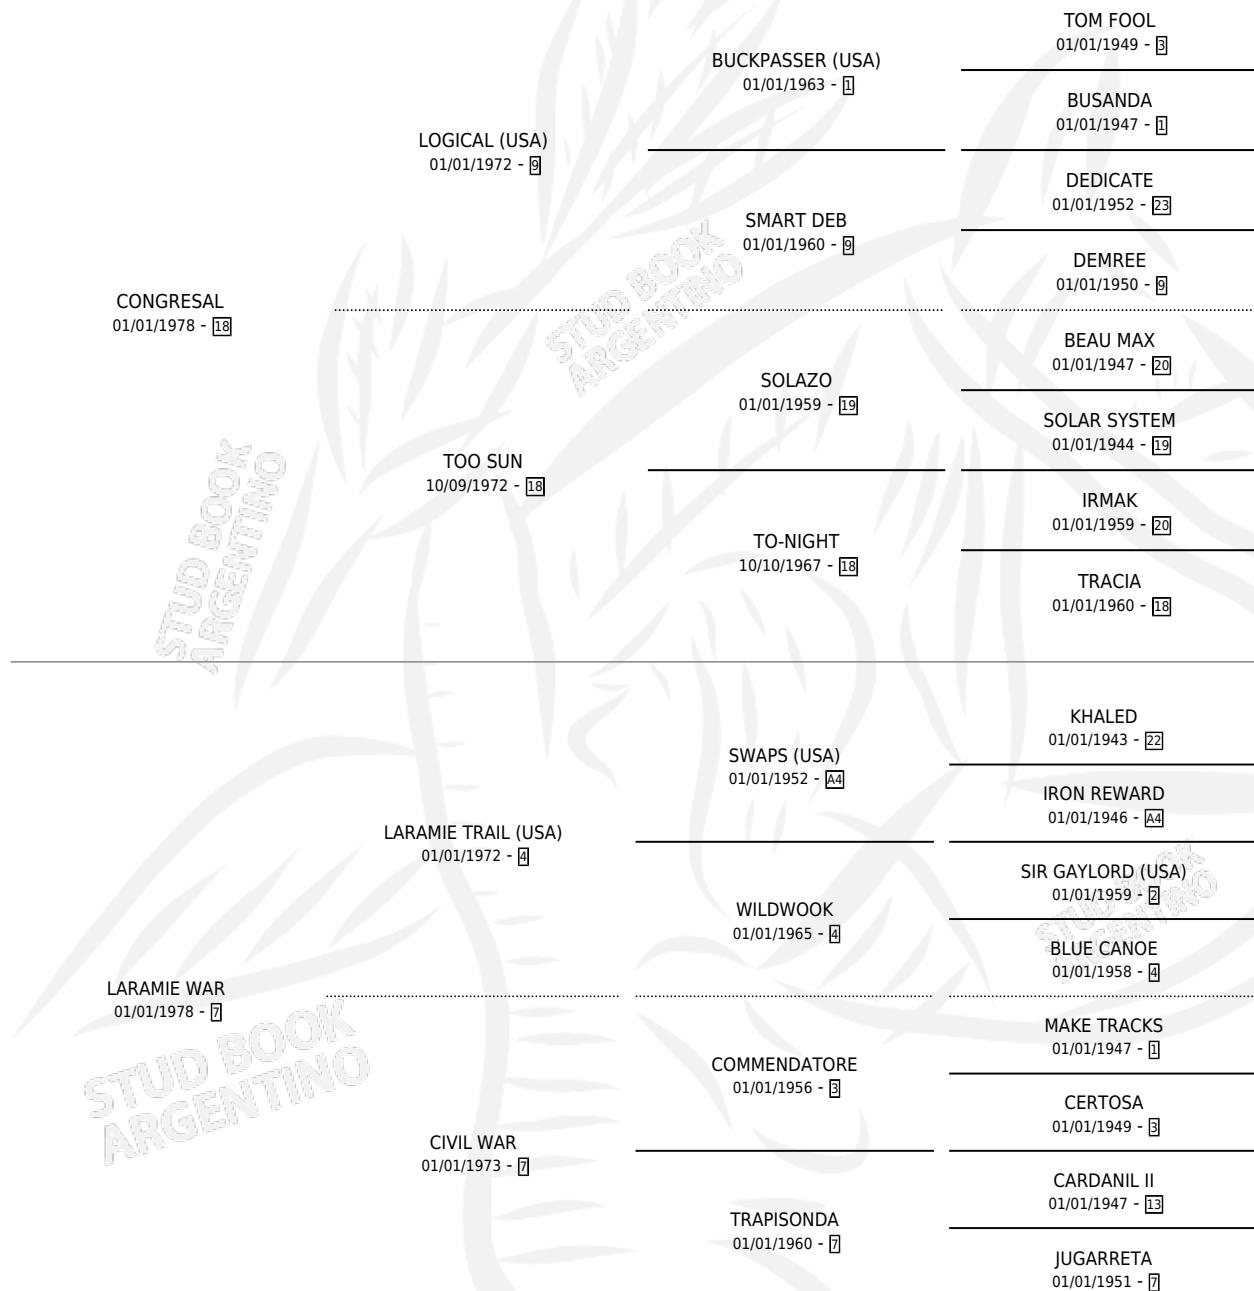 TOM FOOL
01/01/1949 - 3
BUCKPASSER (USA)
01/01/1963 - 1
BUSANDA
01/01/1947 - 1
LOGICAL (USA)
01/01/1972 - 9
DEDICATE
01/01/1952 - 23
SMART DEB
01/01/1960 - 9
DEMREE
01/01/1950 - 9
CONGRESAL
01/01/1978 - 18
BEAU MAX
01/01/1947 - 20
SOLAZO
01/01/1959 - 19
SOLAR SYSTEM
01/01/1944 - 19
TOO SUN
10/09/1972 - 18
IRMAK
01/01/1959 - 20
TO-NIGHT
10/10/1967 - 18
TRACIA
01/01/1960 - 18
KHALED
01/01/1943 - 22
SWAPS (USA)
01/01/1952 - A4
IRON REWARD
01/01/1946 - A4
LARAMIE TRAIL (USA)
01/01/1972 - 4
SIR GAYLORD (USA)
01/01/1959 - 2
WILDWOOK
01/01/1965 - 4
BLUE CANOE
01/01/1958 - 4
LARAMIE WAR
01/01/1978 - 7
MAKE TRACKS
01/01/1947 - 1
COMMENDATORE
01/01/1956 - 3
CERTOSA
01/01/1949 - 3
CIVIL WAR
01/01/1973 - 7
CARDANIL II
01/01/1947 - 13
TRAPISONDA
01/01/1960 - 7
JUGARRETA
01/01/1951 - 7
STUD BOOK
ARGENTINO
STUD BOOK
ARGENTINO
STUD BOOK
ARGENTINO
STUD BOOK
ARGENTINO